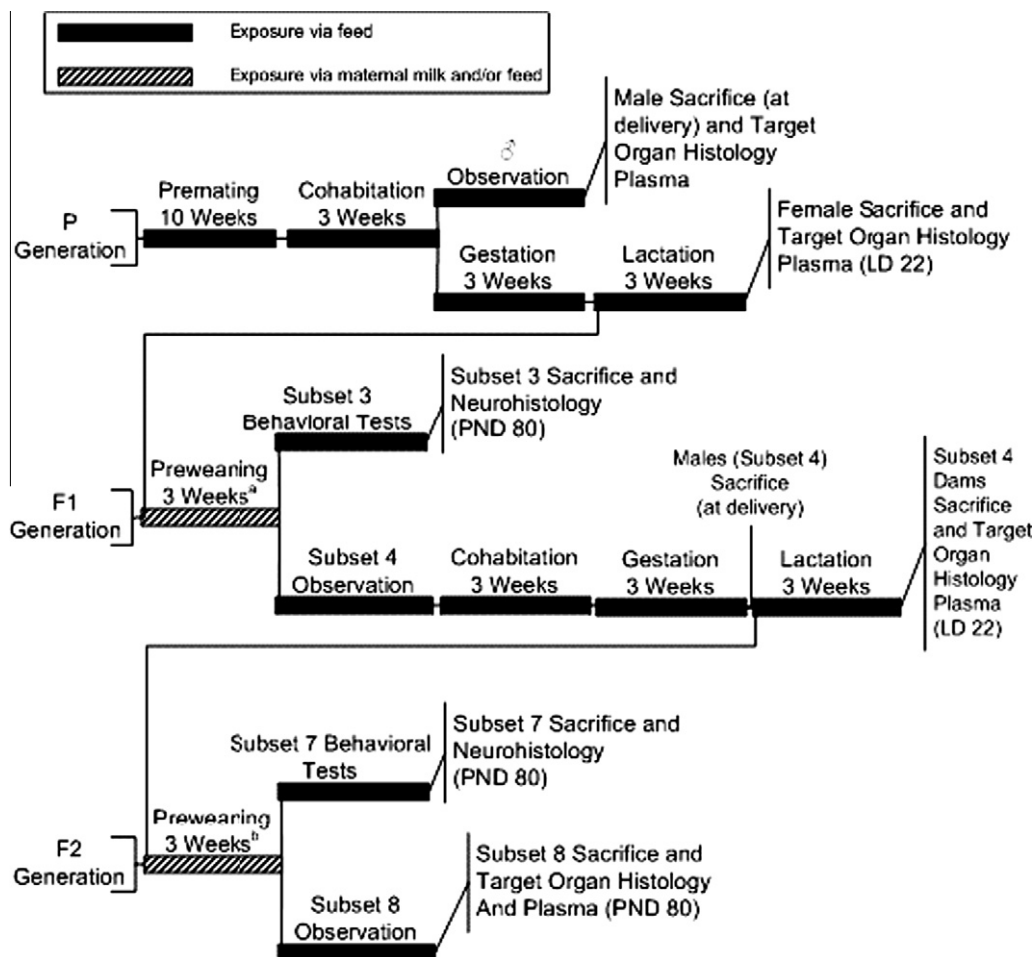 Exposure via feed
Exposure via maternal milk and/or feed
Male Sacrifice (at
delivery) and Target
Organ Histology
Plasma
♂
Observation
Premating
10 Weeks
Cohabitation
3 Weeks
P
Generation
Gestation
3 Weeks
Lactation
3 Weeks
Female Sacrifice and
Target Organ Histology
Plasma (LD 22)
Subset 3
Behavioral Tests
Subset 3 Sacrifice and
Neurohistology
(PND 80)
Preweaning
3 Weeksᵃ
F1
Generation
Males (Subset 4)
Sacrifice
(at delivery)
Subset 4
Dams
Sacrifice
and Target
Organ
Histology
Plasma
(LD 22)
Subset 4
Observation
Cohabitation
3 Weeks
Gestation
3 Weeks
Lactation
3 Weeks
Subset 7 Behavioral
Tests
Subset 7 Sacrifice and
Neurohistology
(PND 80)
Prewearing
3 Weeksᵇ
F2
Generation
Subset 8
Observation
Subset 8 Sacrifice and
Target Organ Histology
And Plasma (PND 80)